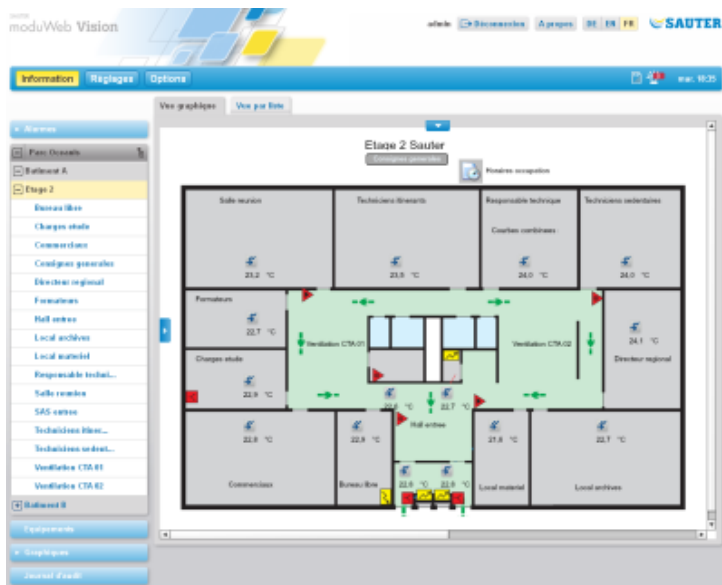 SAUTER
moduWeb Vision
admin Déconnexion A propos DE EN FR SAUTER
Information Réglages Options mar. 10:35
Vue graphique Vue par liste
Alarmes
Parc Oceanis
Batiment A
Etage 2
Bureau libre
Charges etude
Commerciaux
Consignes generales
Directeur regional
Formateurs
Hall entree
Local archives
Local materiel
Responsable techni...
Salle reunion
SAS entree
Techniciens itiner...
Techniciens sedent...
Ventilation CTA 01
Ventilation CTA 02
Batiment B
Equipements
Graphiques
Journal d'audit
Etage 2 Sauter
Consignes generales
Horaires occupation
Salle reunion
23,2 °C
Techniciens itinerants
23,5 °C
Responsable technique
Courbes combinees
24,0 °C
Techniciens sedentaires
24,0 °C
Formateurs
22,7 °C
Ventilation CTA 01
Ventilation CTA 02
24,1 °C
Directeur regional
Charges etude
22,9 °C
22,8 °C
22,7 °C
Hall entree
22,8 °C
Commerciaux
22,8 °C
Bureau libre
22,8 °C
22,8 °C
21,8 °C
Local materiel
22,7 °C
Local archives